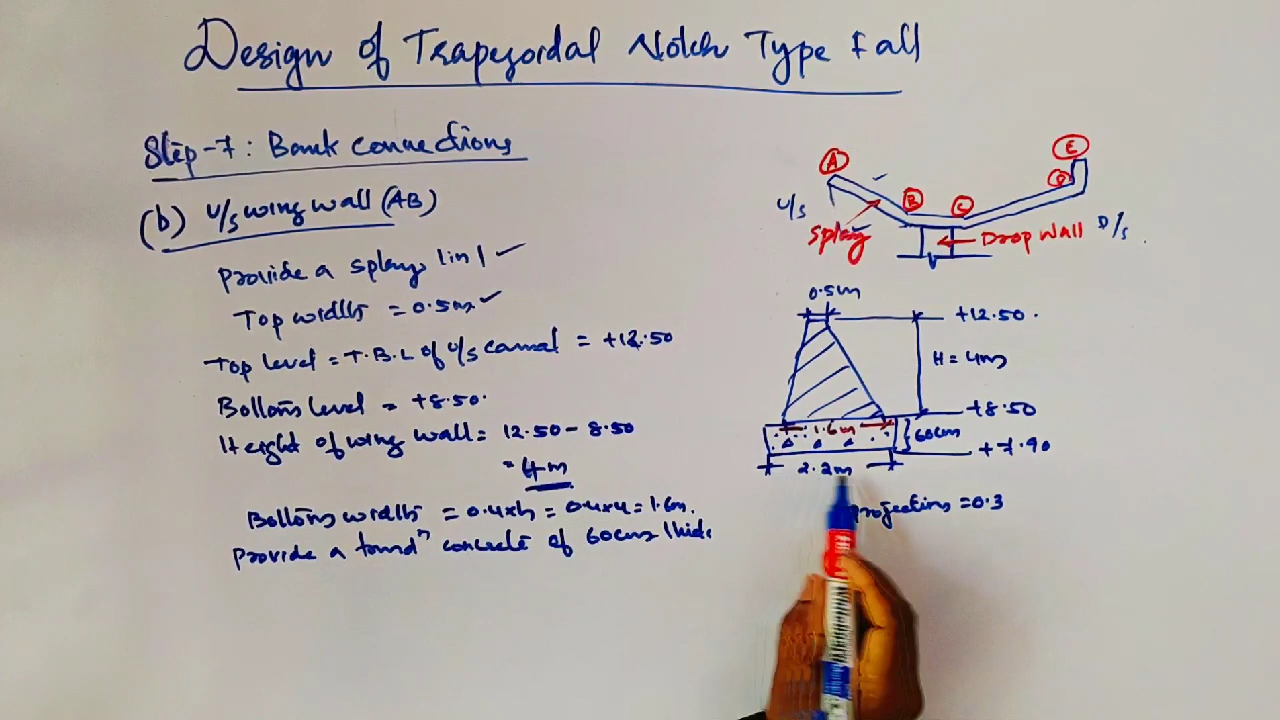 Design of Trapezoidal Notch Type Fall
Step-7: Bank connections
(b) U/s wing wall (AB)
Provide a splay 1 in 1
Top width = 0.5m
Top level = T.B.L of U/s canal = +12.50
Bottom level = +8.50.
Height of wing wall = 12.50 - 8.50
= 4m
Bottom width = 0.4xh = 0.4x4 = 1.6m.
Provide a found^n concrete of 60cms thick
A
B
C
D
E
U/s
splay
Drop wall
D/s
0.5m
+12.50
H = 4m
+8.50
1.6m
60cm
+7.90
2.2m
projections = 0.3